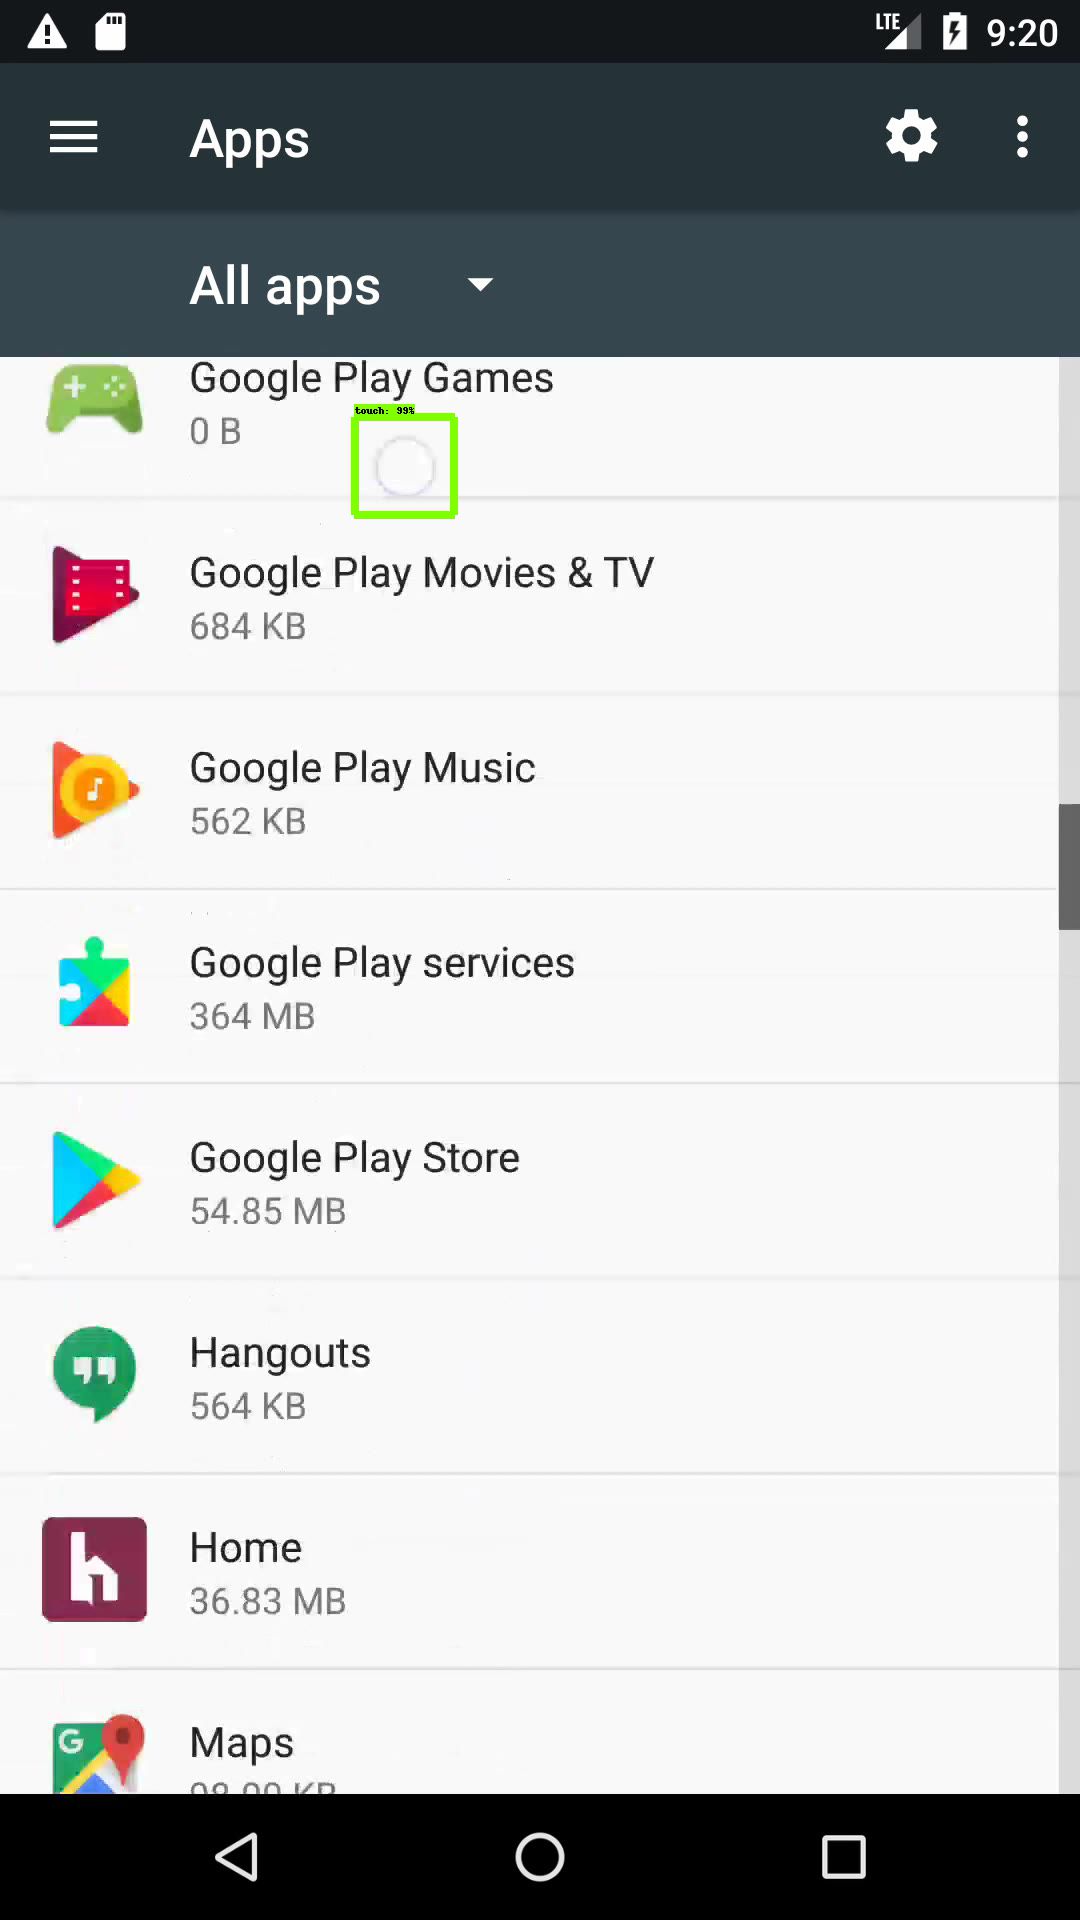 LTE 9:20
Apps
All apps
Google Play Games
touch: 99%
0 B
Google Play Movies & TV
684 KB
Google Play Music
562 KB
Google Play services
364 MB
Google Play Store
54.85 MB
Hangouts
564 KB
h
Home
36.83 MB
G
Maps